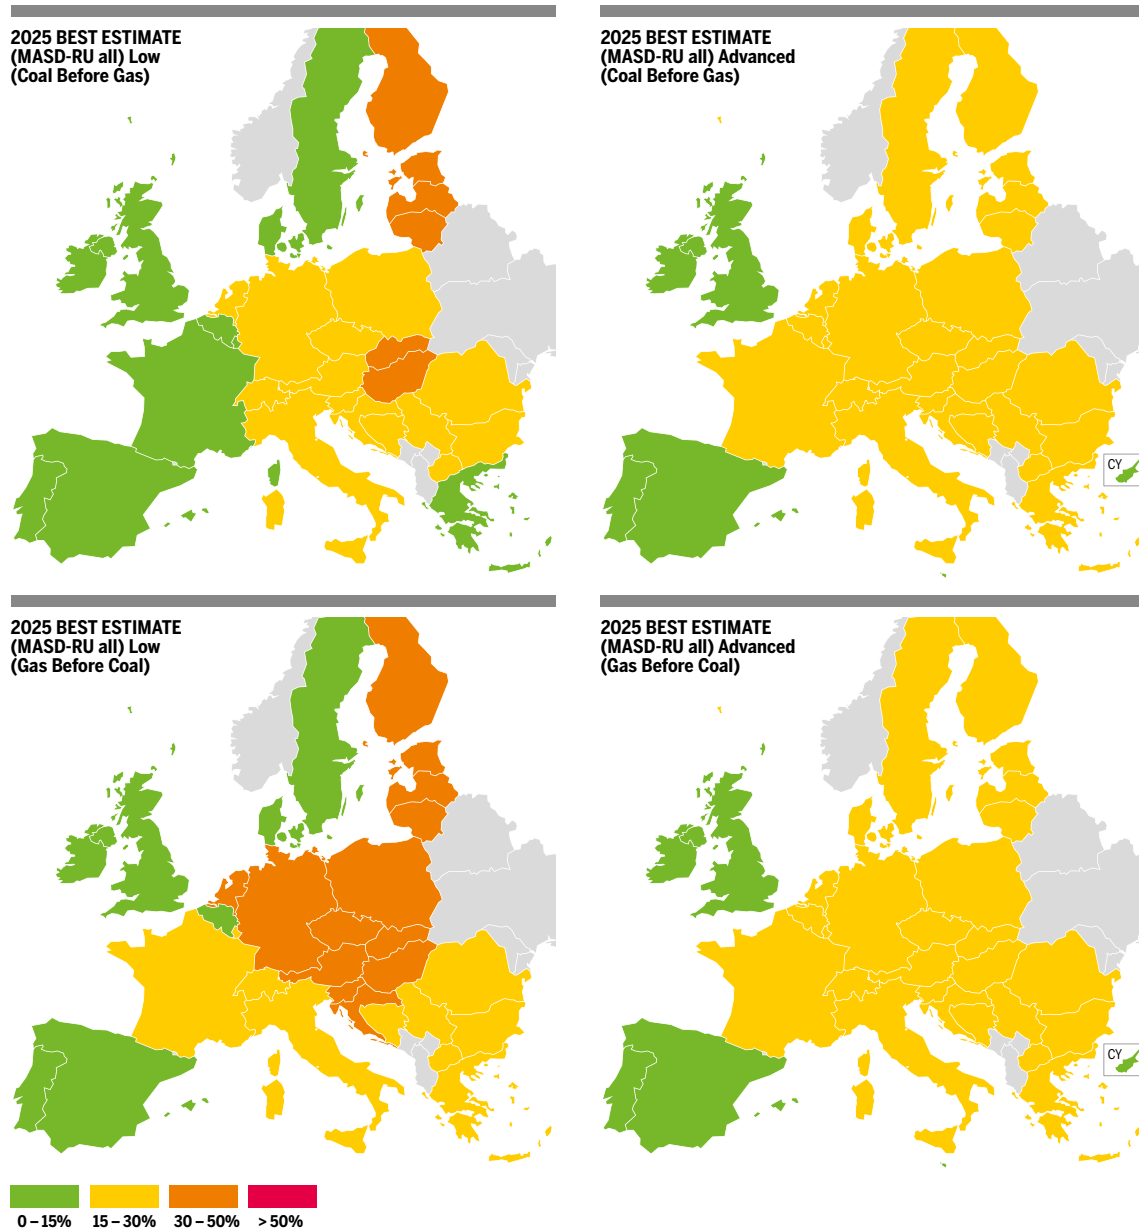 2025 BEST ESTIMATE
(MASD-RU all) Low
(Coal Before Gas)
2025 BEST ESTIMATE
(MASD-RU all) Advanced
(Coal Before Gas)
CY
2025 BEST ESTIMATE
(MASD-RU all) Low
(Gas Before Coal)
2025 BEST ESTIMATE
(MASD-RU all) Advanced
(Gas Before Coal)
CY
0 – 15% 15 – 30% 30 – 50% > 50%